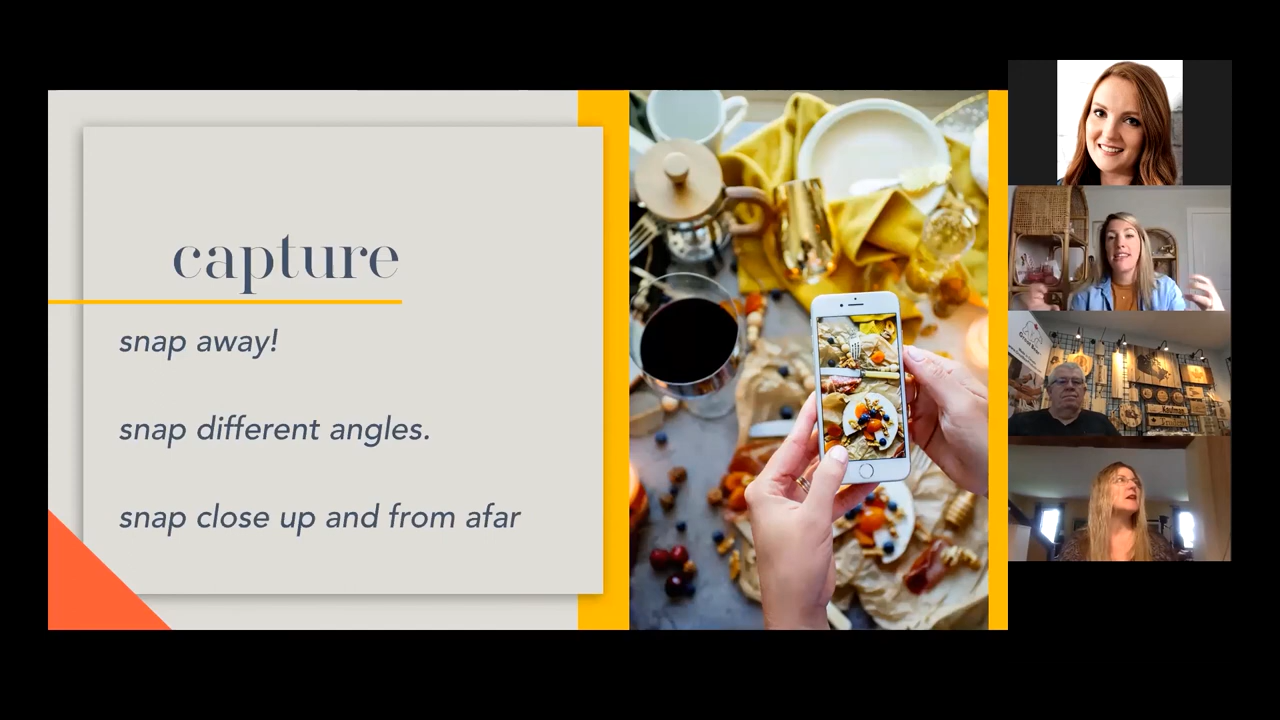 capture
snap away!
snap different angles.
snap close up and from afar